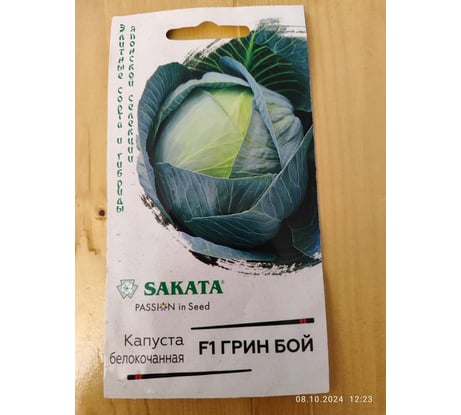 Элитные сорта и гибриды
японской селекции
SAKATA®
PASSION in Seed
Капуста
белокочанная
F1 ГРИН БОЙ
08.10.2024 12:23